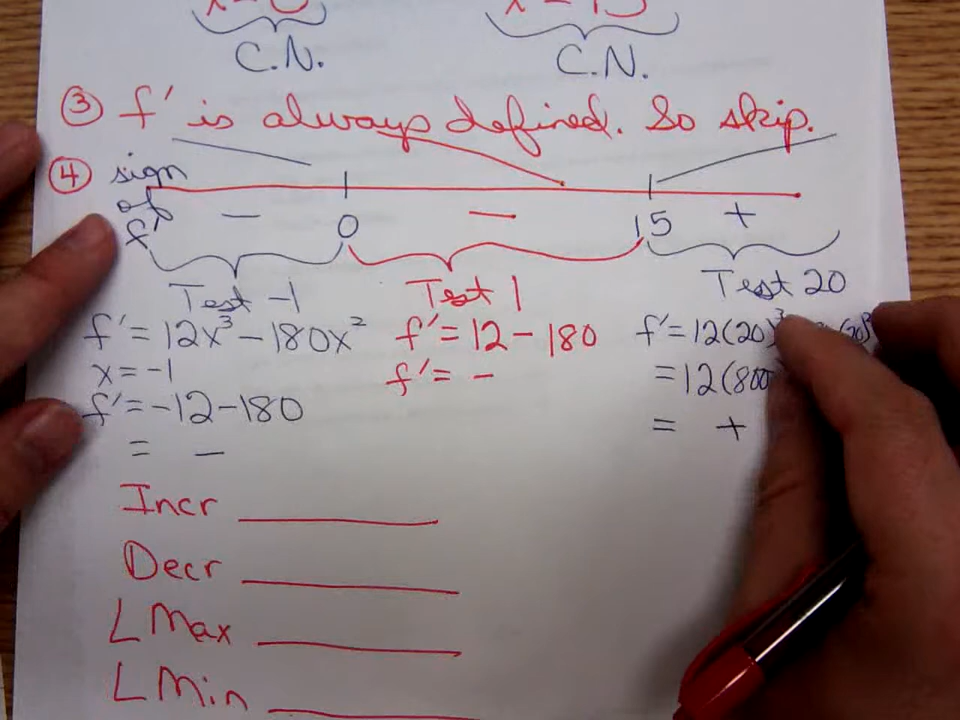 C.N. C.N.
③ f' is always defined. So skip.
④ sign of f' — 0 — 15 +
Test -1 Test 1 Test 20
f' = 12x³ - 180x² f' = 12 - 180 f' = 12(20)³
x = -1 f' = - = 12(800
f' = -12 - 180 = +
= -
Incr
Decr
LMax
LMin